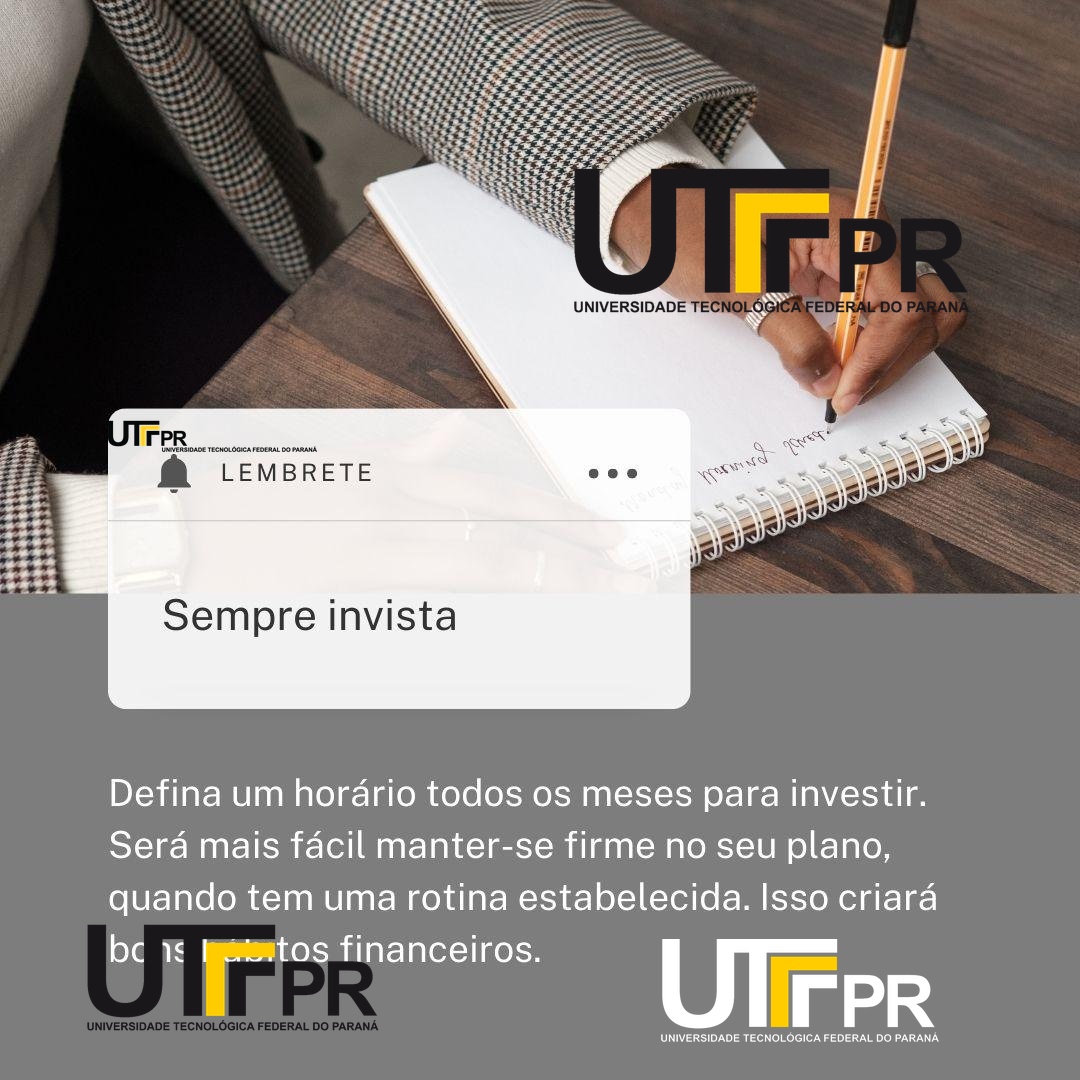 UTFPR
UNIVERSIDADE TECNOLÓGICA FEDERAL DO PARANÁ
UTFPR
UNIVERSIDADE TECNOLÓGICA FEDERAL DO PARANÁ
LEMBRETE
Sempre invista
Defina um horário todos os meses para investir.
Será mais fácil manter-se firme no seu plano,
quando tem uma rotina estabelecida. Isso criará
bons hábitos financeiros.
UTFPR
UNIVERSIDADE TECNOLÓGICA FEDERAL DO PARANÁ
UTFPR
UNIVERSIDADE TECNOLÓGICA FEDERAL DO PARANÁ